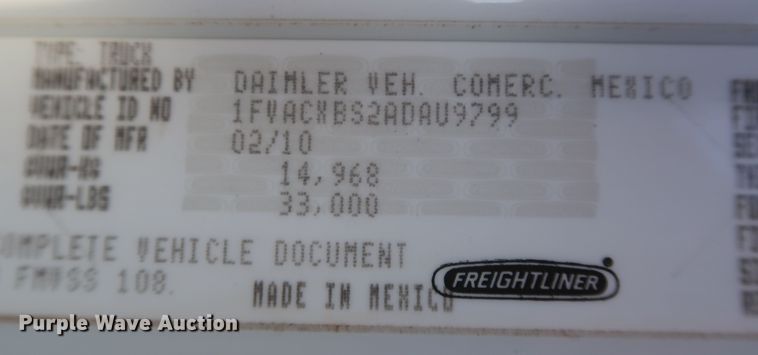 TYPE: TRUCK
MANUFACTURED BY DAIMLER VEH. COMERC. MEXICO
VEHICLE ID NO 1FVACXBS2ADAU9799
DATE OF MFR 02/10
GVWR-KG 14,968
GVWR-LBS 33,000
COMPLETE VEHICLE DOCUMENT
FMVSS 108.
MADE IN MEXICO
FREIGHTLINER
Purple Wave Auction